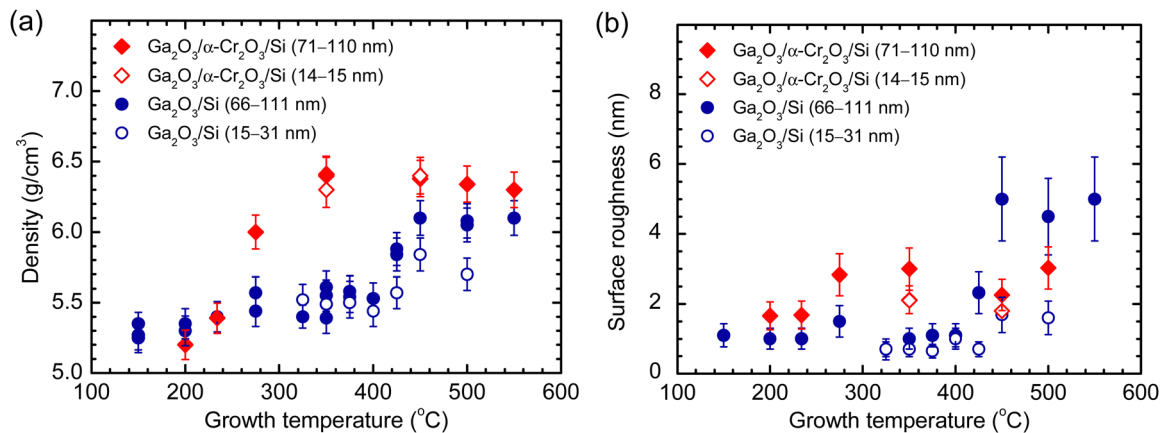 (a)
Ga₂O₃/α-Cr₂O₃/Si (71–110 nm)
Ga₂O₃/α-Cr₂O₃/Si (14–15 nm)
Ga₂O₃/Si (66–111 nm)
Ga₂O₃/Si (15–31 nm)
Density (g/cm³)
7.0
6.5
6.0
5.5
5.0
100 200 300 400 500 600
Growth temperature (°C)
(b)
Ga₂O₃/α-Cr₂O₃/Si (71–110 nm)
Ga₂O₃/α-Cr₂O₃/Si (14–15 nm)
Ga₂O₃/Si (66–111 nm)
Ga₂O₃/Si (15–31 nm)
Surface roughness (nm)
8
6
4
2
0
100 200 300 400 500 600
Growth temperature (°C)